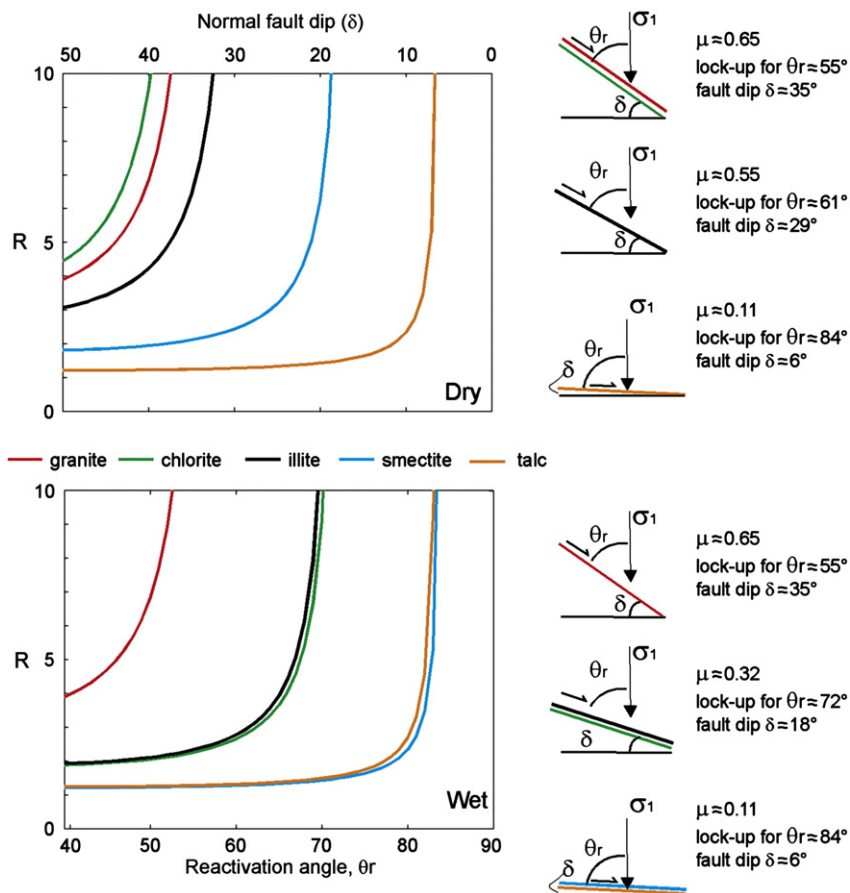 Normal fault dip (δ)
50 40 30 20 10 0
10
5
0
R
Dry
σ1
θr
δ
μ≈0.65
lock-up for θr≈55°
fault dip δ≈35°
σ1
θr
δ
μ≈0.55
lock-up for θr≈61°
fault dip δ≈29°
σ1
θr
δ
μ≈0.11
lock-up for θr≈84°
fault dip δ≈6°
granite chlorite illite smectite talc
10
5
0
R
Wet
40 50 60 70 80 90
Reactivation angle, θr
σ1
θr
δ
μ≈0.65
lock-up for θr≈55°
fault dip δ≈35°
σ1
θr
δ
μ≈0.32
lock-up for θr≈72°
fault dip δ≈18°
σ1
θr
δ
μ≈0.11
lock-up for θr≈84°
fault dip δ≈6°